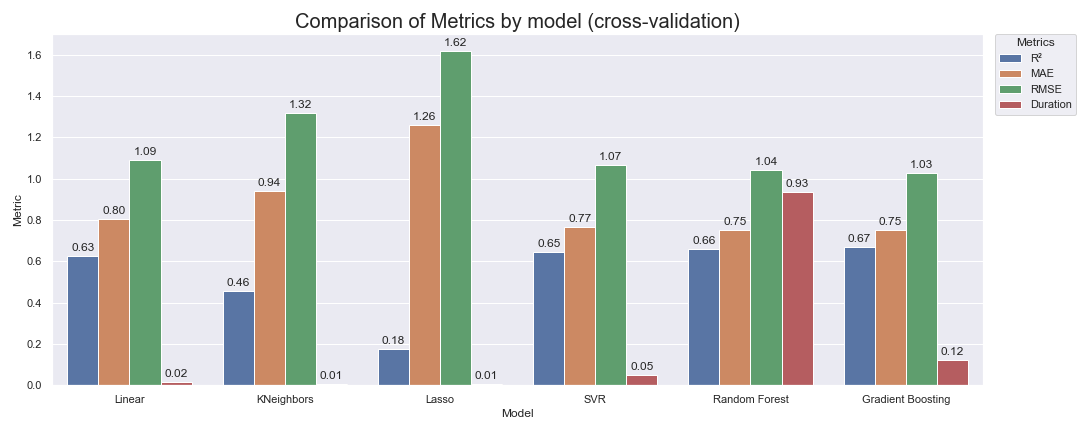 Comparison of Metrics by model (cross-validation)
Metrics
R²
MAE
RMSE
Duration
Metric
1.6
1.4
1.2
1.0
0.8
0.6
0.4
0.2
0.0
0.63 0.80 1.09 0.02
0.46 0.94 1.32 0.01
0.18 1.26 1.62 0.01
0.65 0.77 1.07 0.05
0.66 0.75 1.04 0.93
0.67 0.75 1.03 0.12
Linear KNeighbors Lasso SVR Random Forest Gradient Boosting
Model